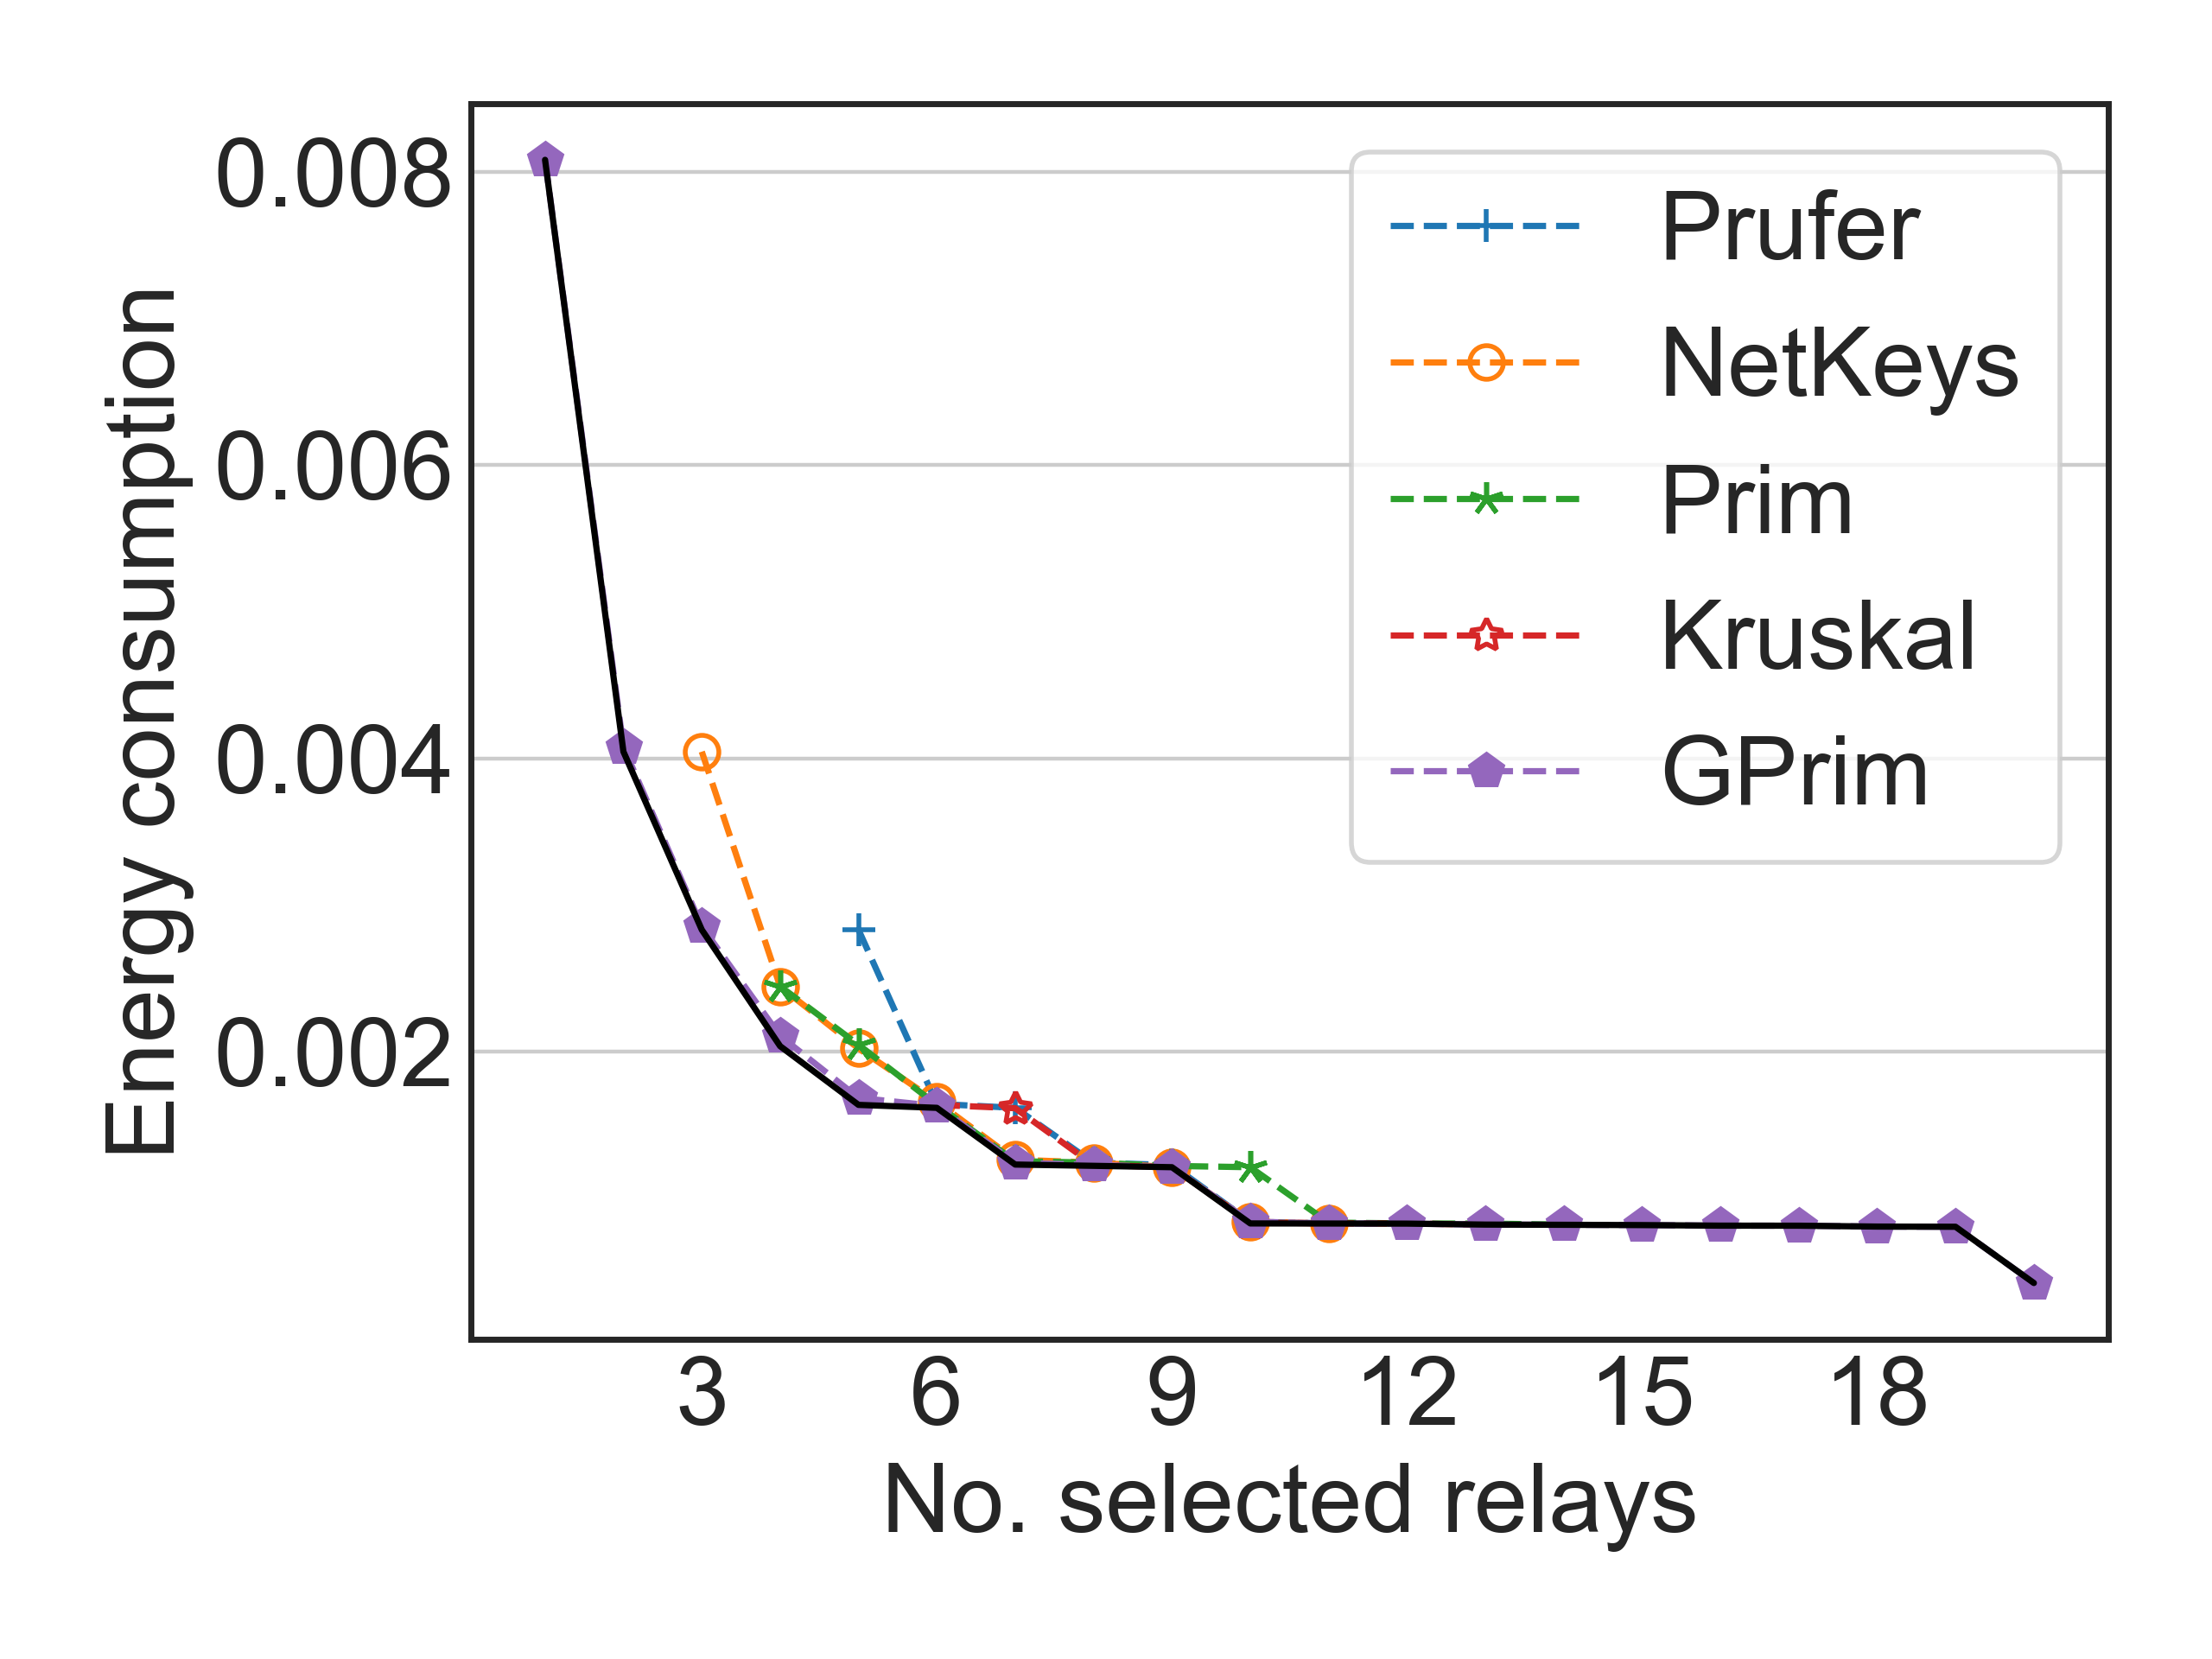 Energy consumption
0.008
0.006
0.004
0.002
Prufer
NetKeys
Prim
Kruskal
GPrim
3 6 9 12 15 18
No. selected relays